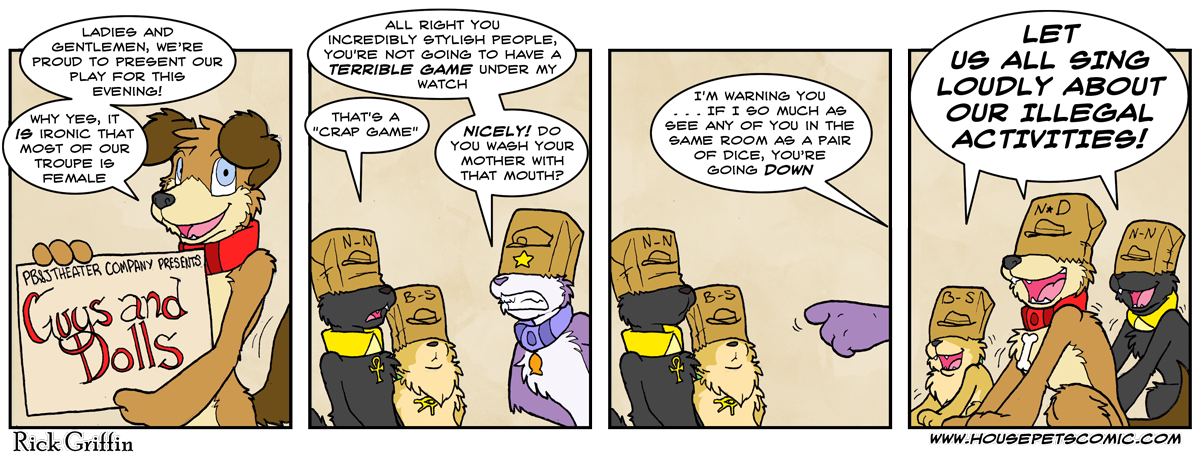 LADIES AND
GENTLEMEN, WE'RE
PROUD TO PRESENT OUR
PLAY FOR THIS
EVENING!
WHY YES, IT
IS IRONIC THAT
MOST OF OUR
TROUPE IS
FEMALE
PB&J THEATER COMPANY PRESENTS
Guys and
Dolls
ALL RIGHT YOU
INCREDIBLY STYLISH PEOPLE,
YOU'RE NOT GOING TO HAVE A
TERRIBLE GAME UNDER MY
WATCH
THAT'S A
"CRAP GAME"
NICELY! DO
YOU WASH YOUR
MOTHER WITH
THAT MOUTH?
N-N
B-S
I'M WARNING YOU
. . . IF I SO MUCH AS
SEE ANY OF YOU IN THE
SAME ROOM AS A PAIR
OF DICE, YOU'RE
GOING DOWN
N-N
B-S
LET
US ALL SING
LOUDLY ABOUT
OUR ILLEGAL
ACTIVITIES!
B-S
N*D
N-N
Rick Griffin
WWW.HOUSEPETSCOMIC.COM